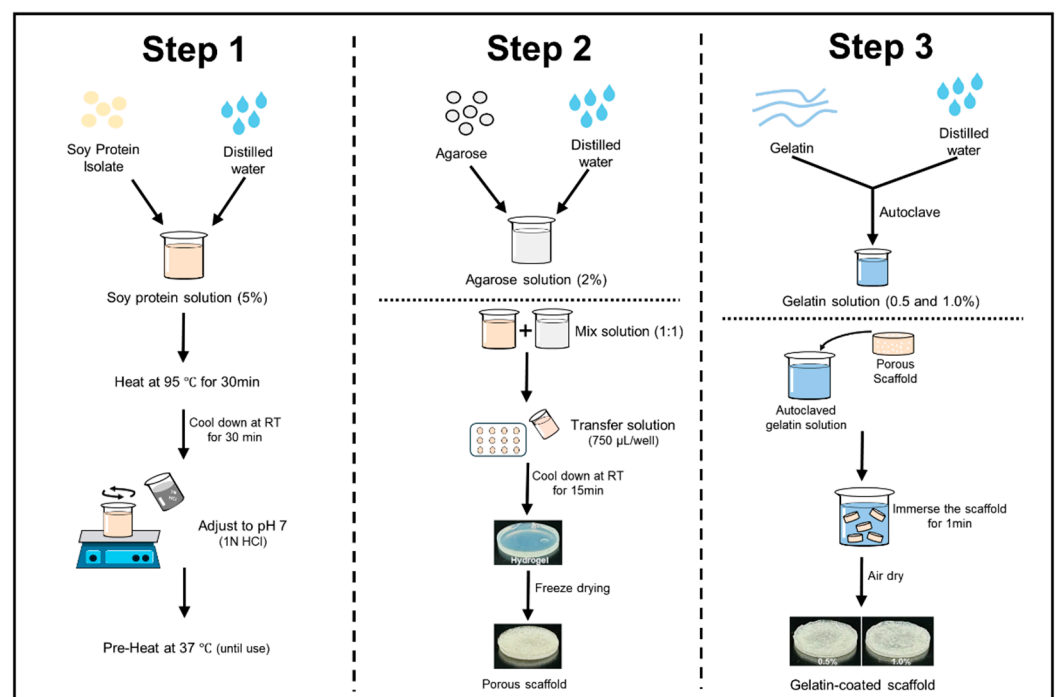 Step 1
Soy Protein
Isolate
Distilled
water
Soy protein solution (5%)
Heat at 95 ℃ for 30min
Cool down at RT
for 30 min
1N
HCl
Adjust to pH 7
(1N HCl)
Pre-Heat at 37 ℃ (until use)
Step 2
Agarose
Distilled
water
Agarose solution (2%)
+
Mix solution (1:1)
Transfer solution
(750 µL/well)
Cool down at RT
for 15min
Hydrogel
Freeze drying
Porous scaffold
Step 3
Gelatin
Distilled
water
Autoclave
Gelatin solution (0.5 and 1.0%)
Porous
Scaffold
Autoclaved
gelatin solution
Immerse the scaffold
for 1min
Air dry
0.5%
1.0%
Gelatin-coated scaffold